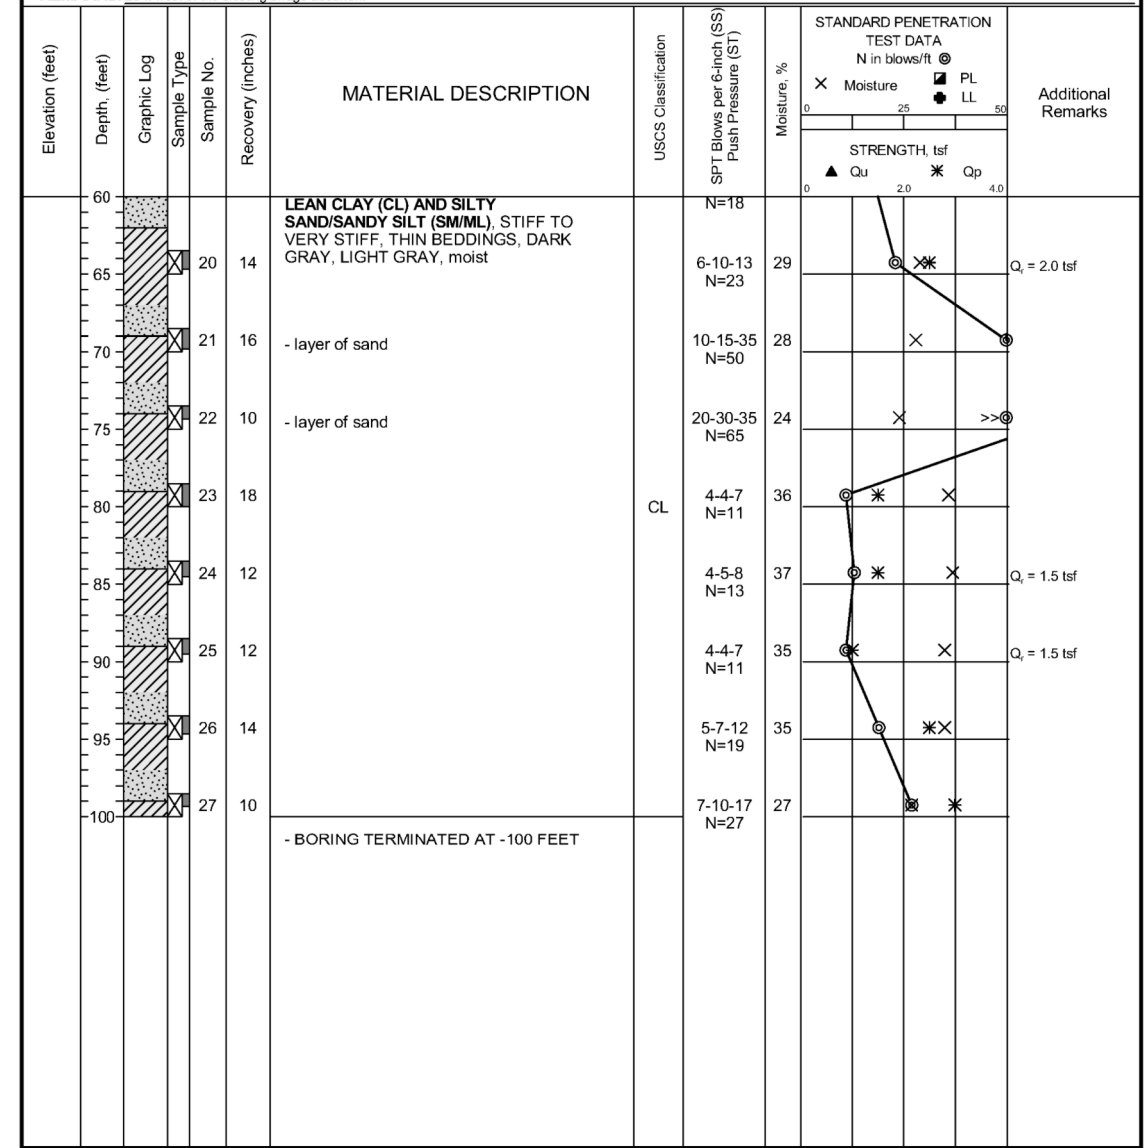 Elevation (feet)
Depth, (feet)
Graphic Log
Sample Type
Sample No.
Recovery (inches)
MATERIAL DESCRIPTION
USCS Classification
SPT Blows per 6-inch (SS)
Push Pressure (ST)
Moisture, %
STANDARD PENETRATION
TEST DATA
N in blows/ft
Moisture
PL
LL
0 25 50
STRENGTH, tsf
Qu Qp
0 2.0 4.0
Additional
Remarks
60
LEAN CLAY (CL) AND SILTY
SAND/SANDY SILT (SM/ML), STIFF TO
VERY STIFF, THIN BEDDINGS, DARK
GRAY, LIGHT GRAY, moist
N=18
20 14 6-10-13 29 Qr = 2.0 tsf
65 N=23
21 16 - layer of sand 10-15-35 28
70 N=50
22 10 - layer of sand 20-30-35 24 >>
75 N=65
23 18 4-4-7 36
80 CL N=11
24 12 4-5-8 37 Qr = 1.5 tsf
85 N=13
25 12 4-4-7 35 Qr = 1.5 tsf
90 N=11
26 14 5-7-12 35
95 N=19
27 10 7-10-17 27
100 N=27
- BORING TERMINATED AT -100 FEET